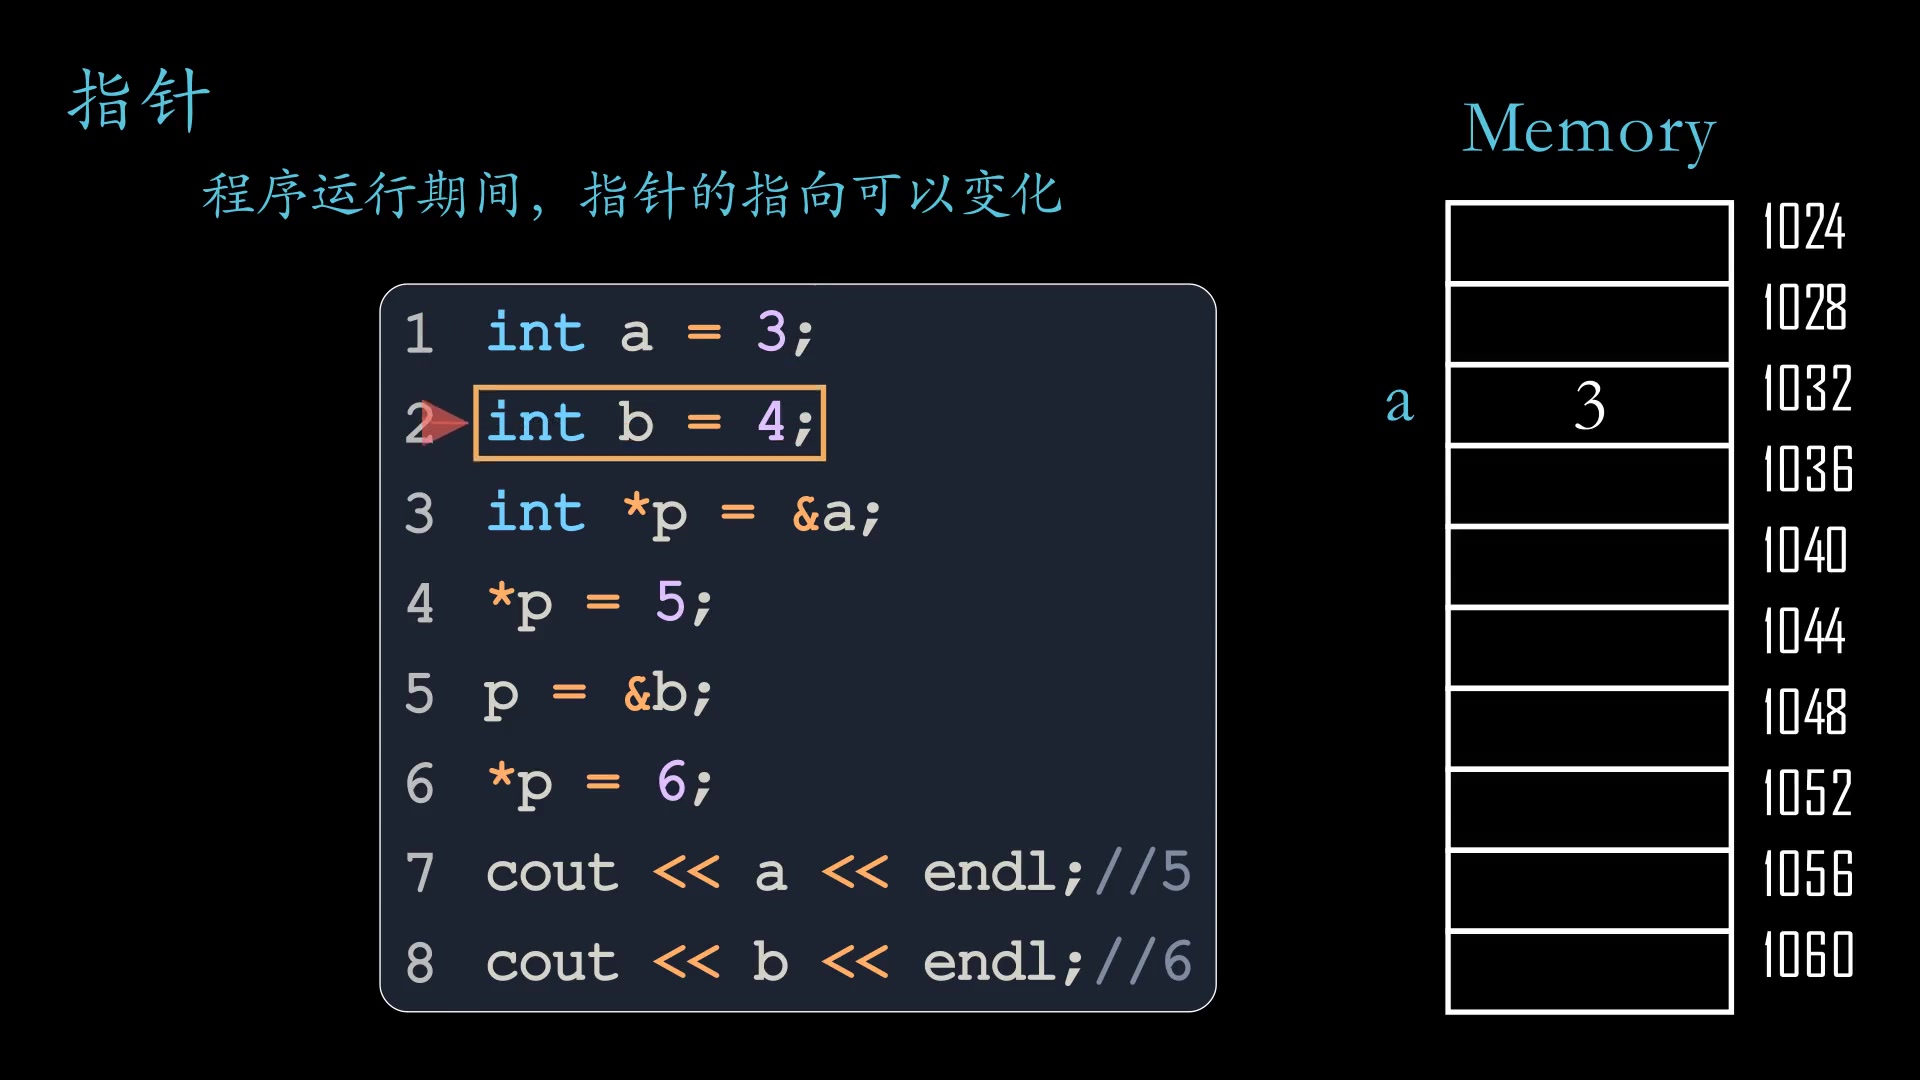 指针
程序运行期间，指针的指向可以变化
1 int a = 3;
2 int b = 4;
3 int *p = &a;
4 *p = 5;
5 p = &b;
6 *p = 6;
7 cout << a << endl;//5
8 cout << b << endl;//6
Memory
1024
1028
a 3 1032
1036
1040
1044
1048
1052
1056
1060